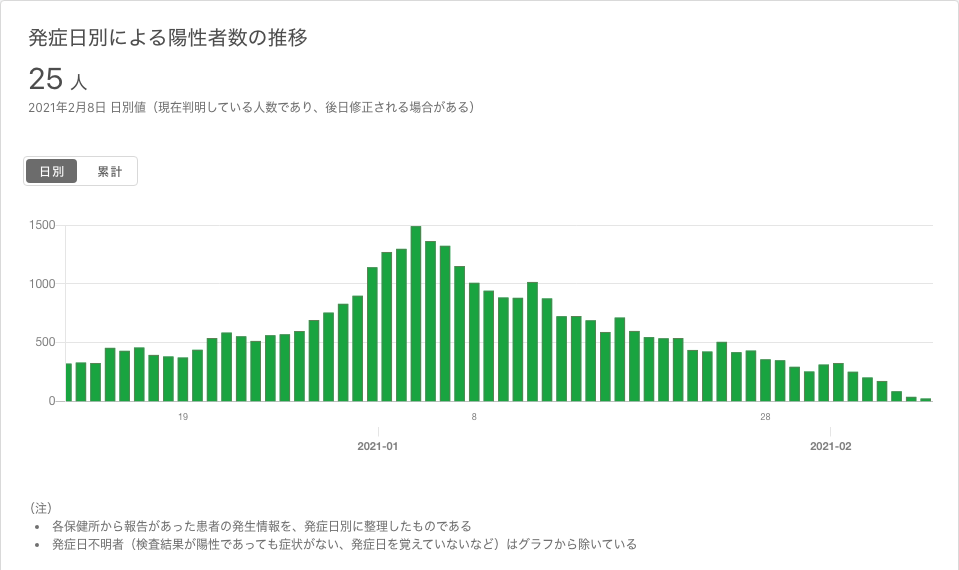 発症日別による陽性者数の推移
25 人
2021年2月8日 日別値（現在判明している人数であり、後日修正される場合がある）
日別 累計
1500
1000
500
0
19 8 28
2021-01 2021-02
（注）
• 各保健所から報告があった患者の発生情報を、発症日別に整理したものである
• 発症日不明者（検査結果が陽性であっても症状がない、発症日を覚えていないなど）はグラフから除いている